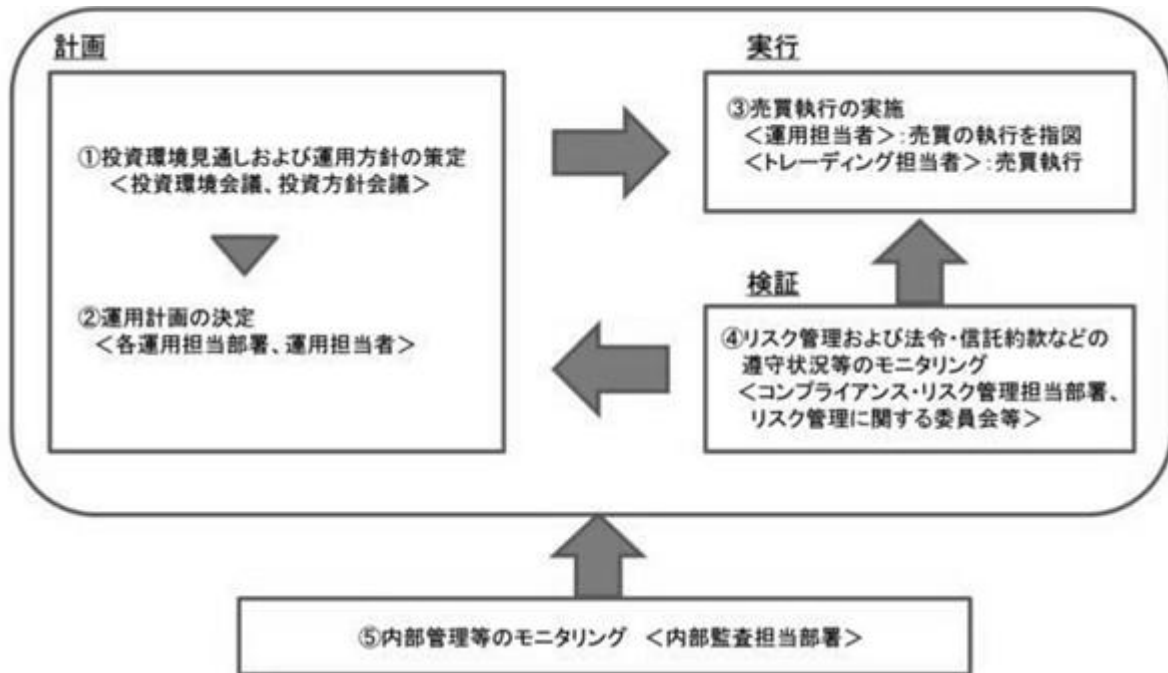 計画
①投資環境見通しおよび運用方針の策定
＜投資環境会議、投資方針会議＞
②運用計画の決定
＜各運用担当部署、運用担当者＞
実行
③売買執行の実施
＜運用担当者＞：売買の執行を指図
＜トレーディング担当者＞：売買執行
検証
④リスク管理および法令・信託約款などの
遵守状況等のモニタリング
＜コンプライアンス・リスク管理担当部署、
リスク管理に関する委員会等＞
⑤内部管理等のモニタリング ＜内部監査担当部署＞